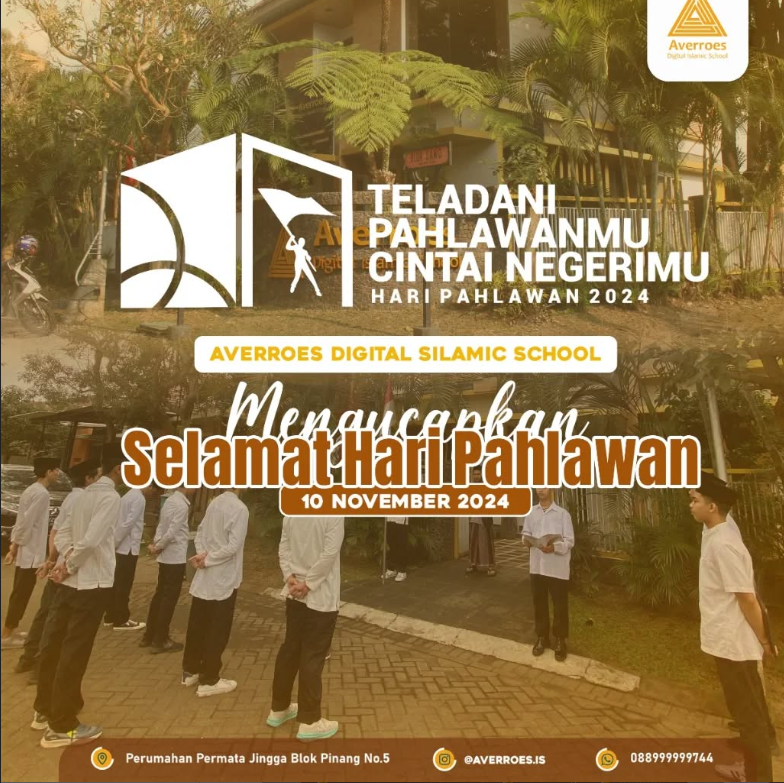 Averroes
Digital Islamic School
TELADANI
PAHLAWANMU
CINTAI NEGERIMU
HARI PAHLAWAN 2024
AVERROES DIGITAL SILAMIC SCHOOL
Mengucapkan
Selamat Hari Pahlawan
10 NOVEMBER 2024
Perumahan Permata Jingga Blok Pinang No.5
@AVERROES.IS
088999999744